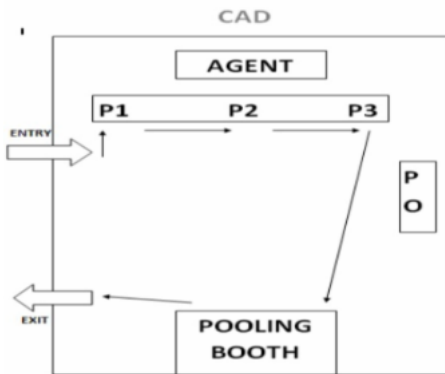 CAD
AGENT
P1 P2 P3
ENTRY
P
O
EXIT
POOLING
BOOTH